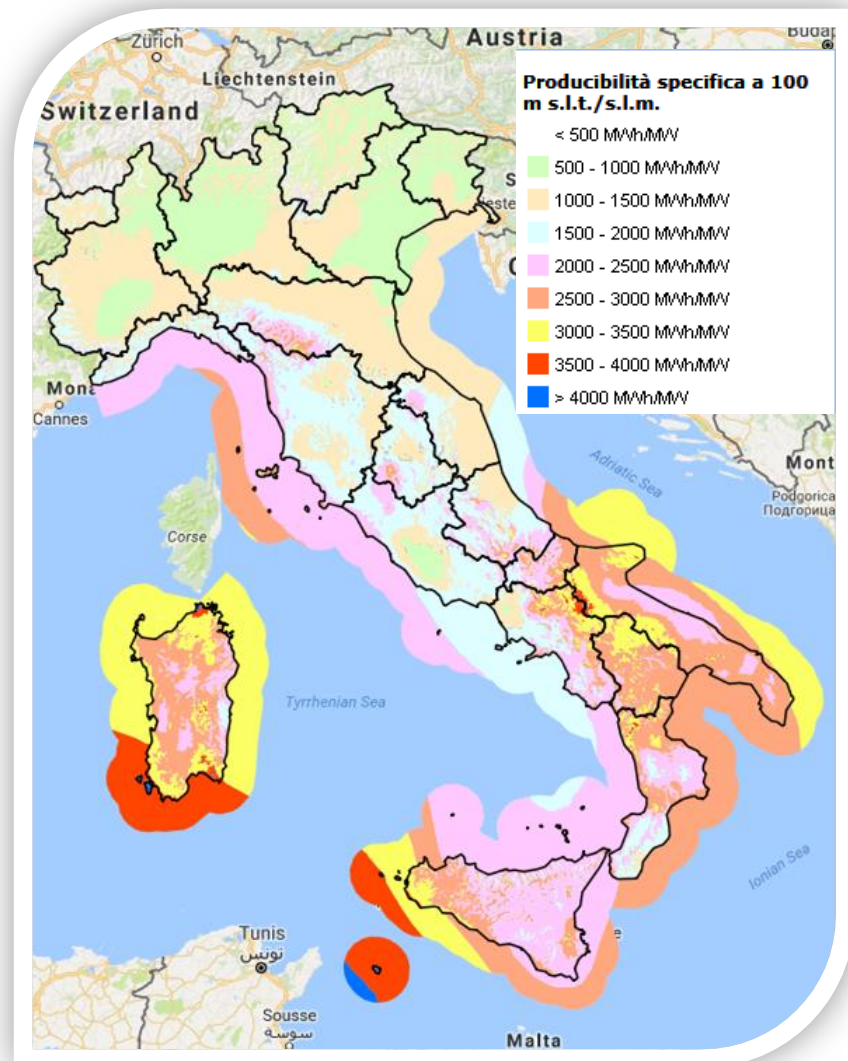 Zürich
Austria
Liechtenstein
Switzerland
Producibilità specifica a 100
m s.l.t./s.l.m.
< 500 MWh/MW
500 - 1000 MWh/MW
1000 - 1500 MWh/MW
1500 - 2000 MWh/MW
2000 - 2500 MWh/MW
2500 - 3000 MWh/MW
3000 - 3500 MWh/MW
3500 - 4000 MWh/MW
> 4000 MWh/MW
Cannes
Corse
Adriatic Sea
Mont
Podgorica
Подгорица
Tyrrhenian Sea
Ionian Sea
Tunis
تونس
Sousse
سوسة
Malta